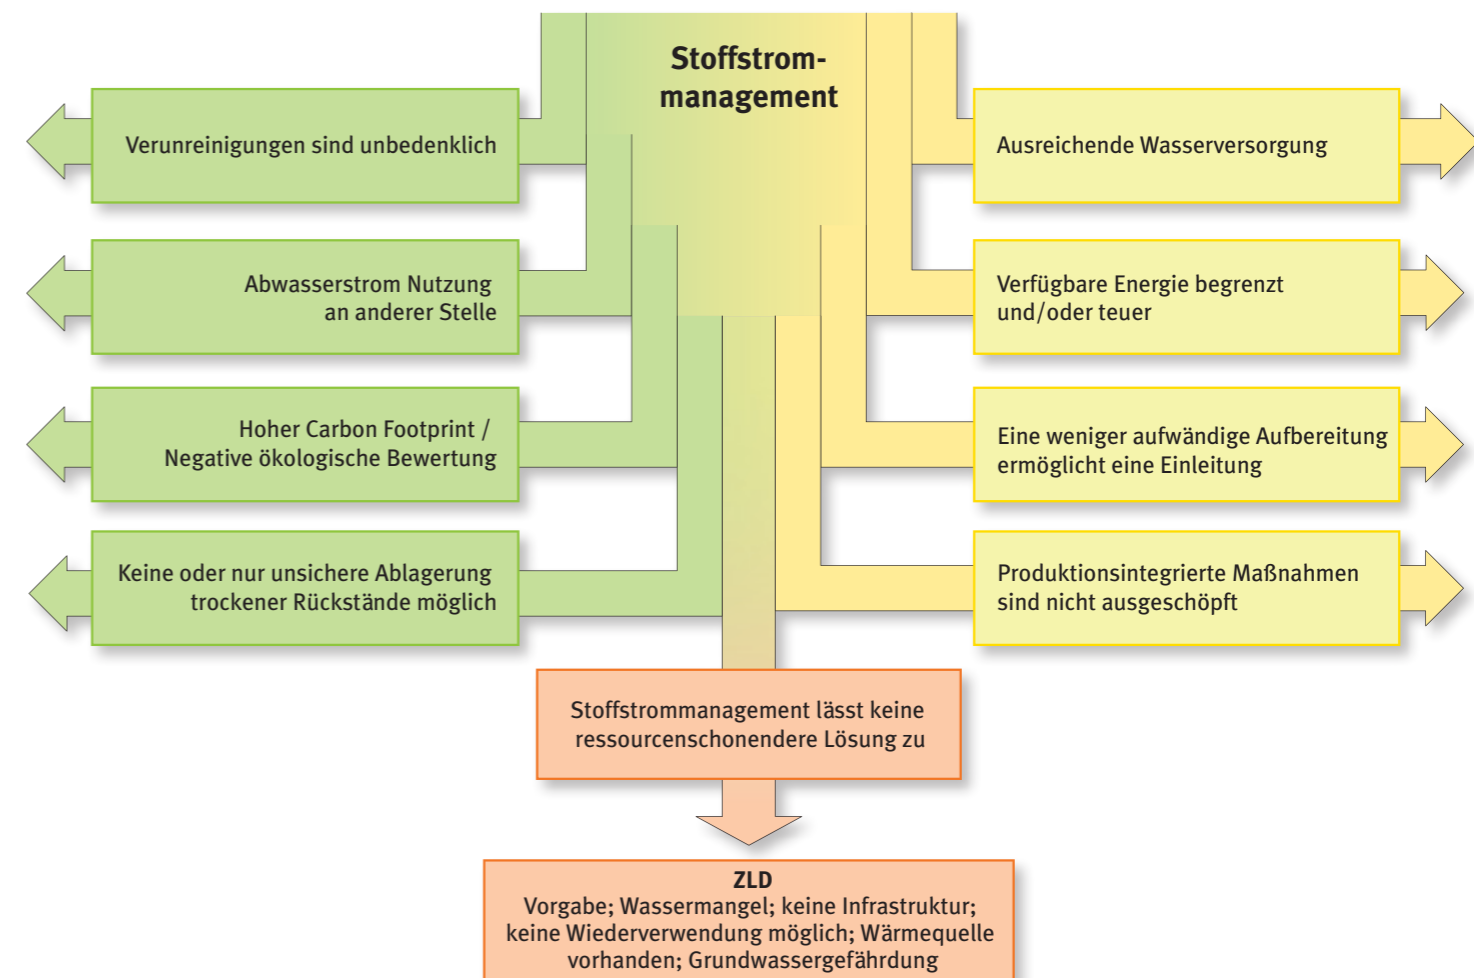 Stoffstrom-
management
Verunreinigungen sind unbedenklich
Ausreichende Wasserversorgung
Abwasserstrom Nutzung
an anderer Stelle
Verfügbare Energie begrenzt
und/oder teuer
Hoher Carbon Footprint /
Negative ökologische Bewertung
Eine weniger aufwändige Aufbereitung
ermöglicht eine Einleitung
Keine oder nur unsichere Ablagerung
trockener Rückstände möglich
Produktionsintegrierte Maßnahmen
sind nicht ausgeschöpft
Stoffstrommanagement lässt keine
ressourcenschonendere Lösung zu
ZLD
Vorgabe; Wassermangel; keine Infrastruktur;
keine Wiederverwendung möglich; Wärmequelle
vorhanden; Grundwassergefährdung